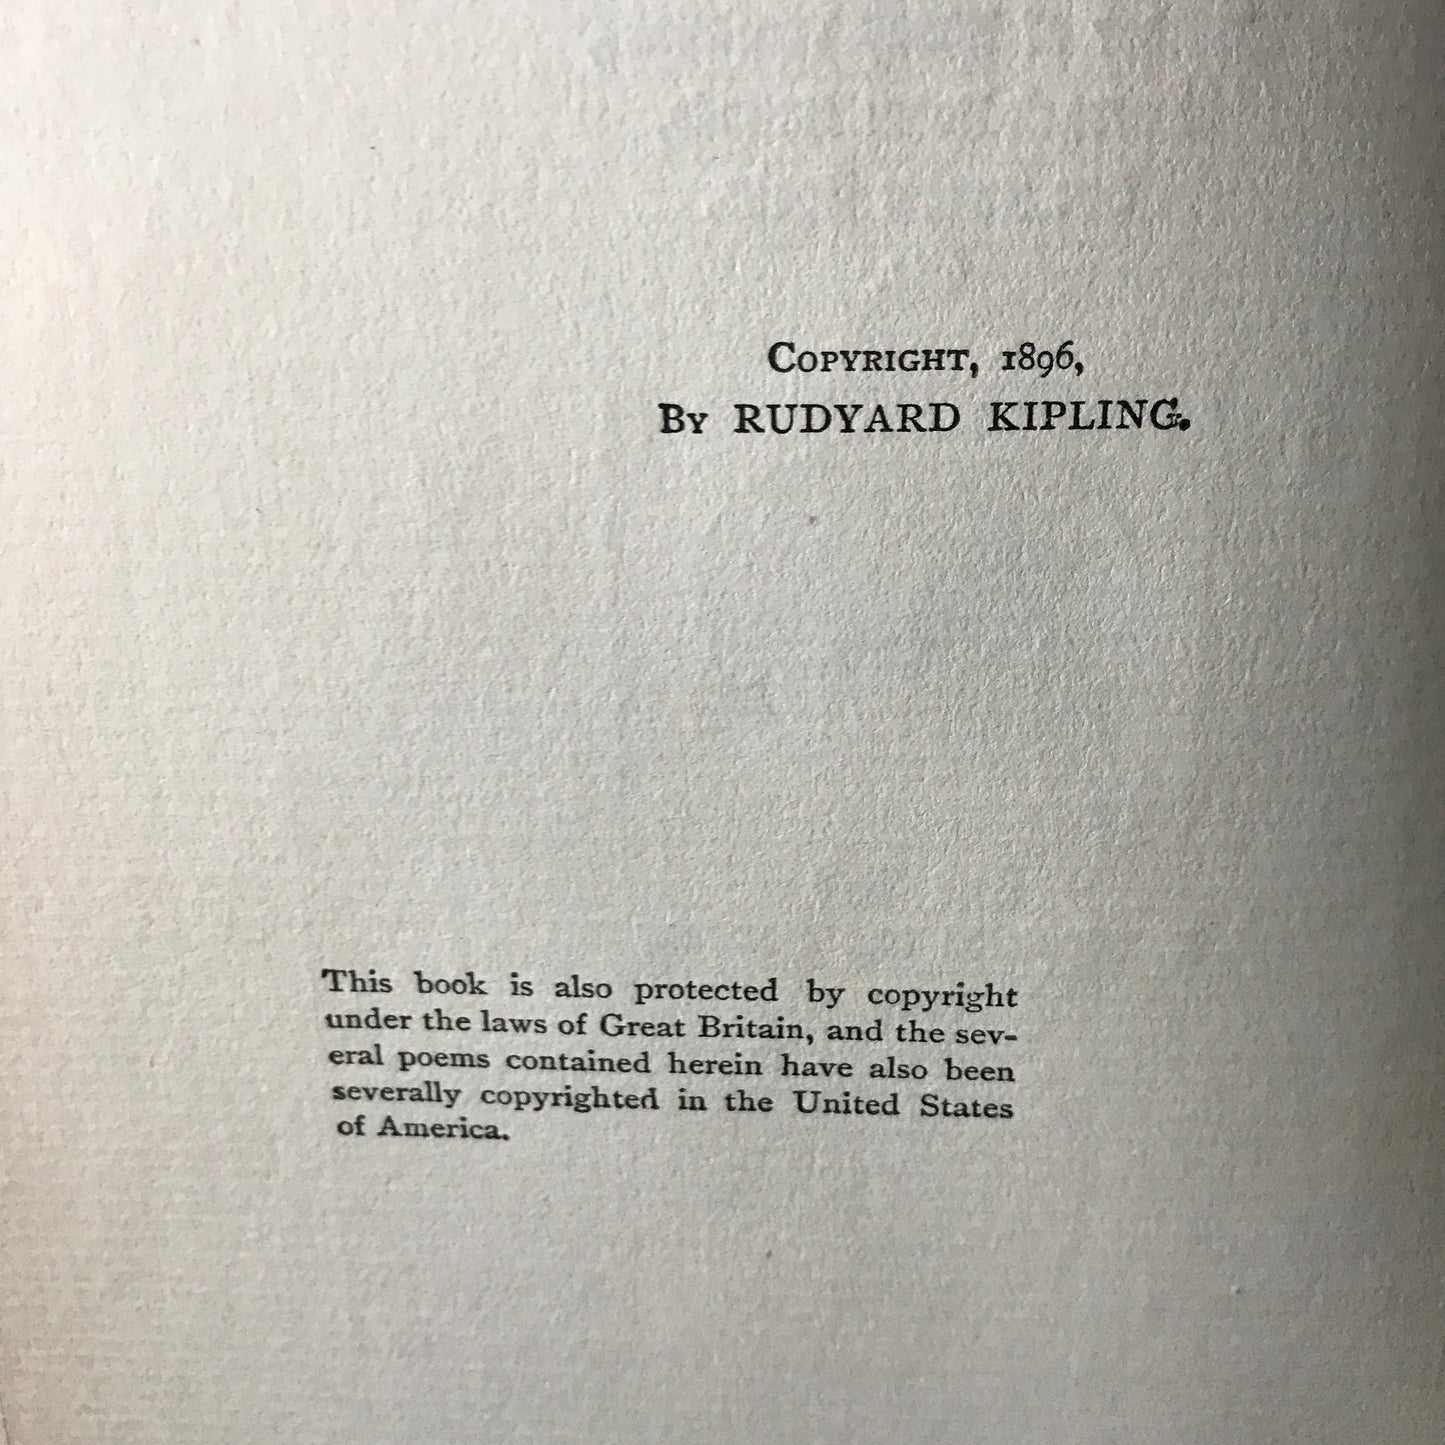 Copyright, 1896,
By RUDYARD KIPLING.
This book is also protected by copyright
under the laws of Great Britain, and the sev-
eral poems contained herein have also been
severally copyrighted in the United States
of America.